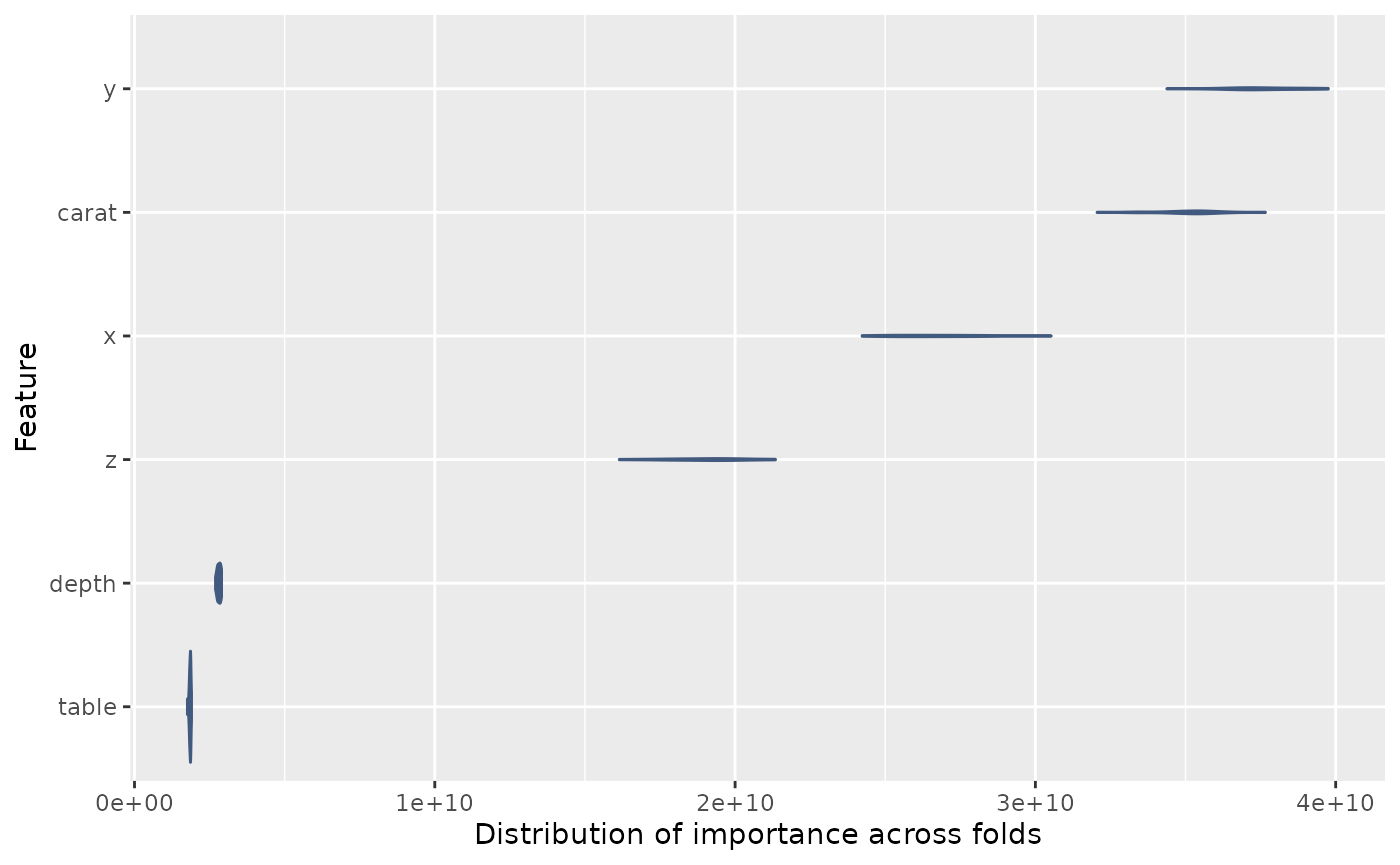 y
carat
x
z
depth
table
Feature
0e+00 1e+10 2e+10 3e+10 4e+10
Distribution of importance across folds